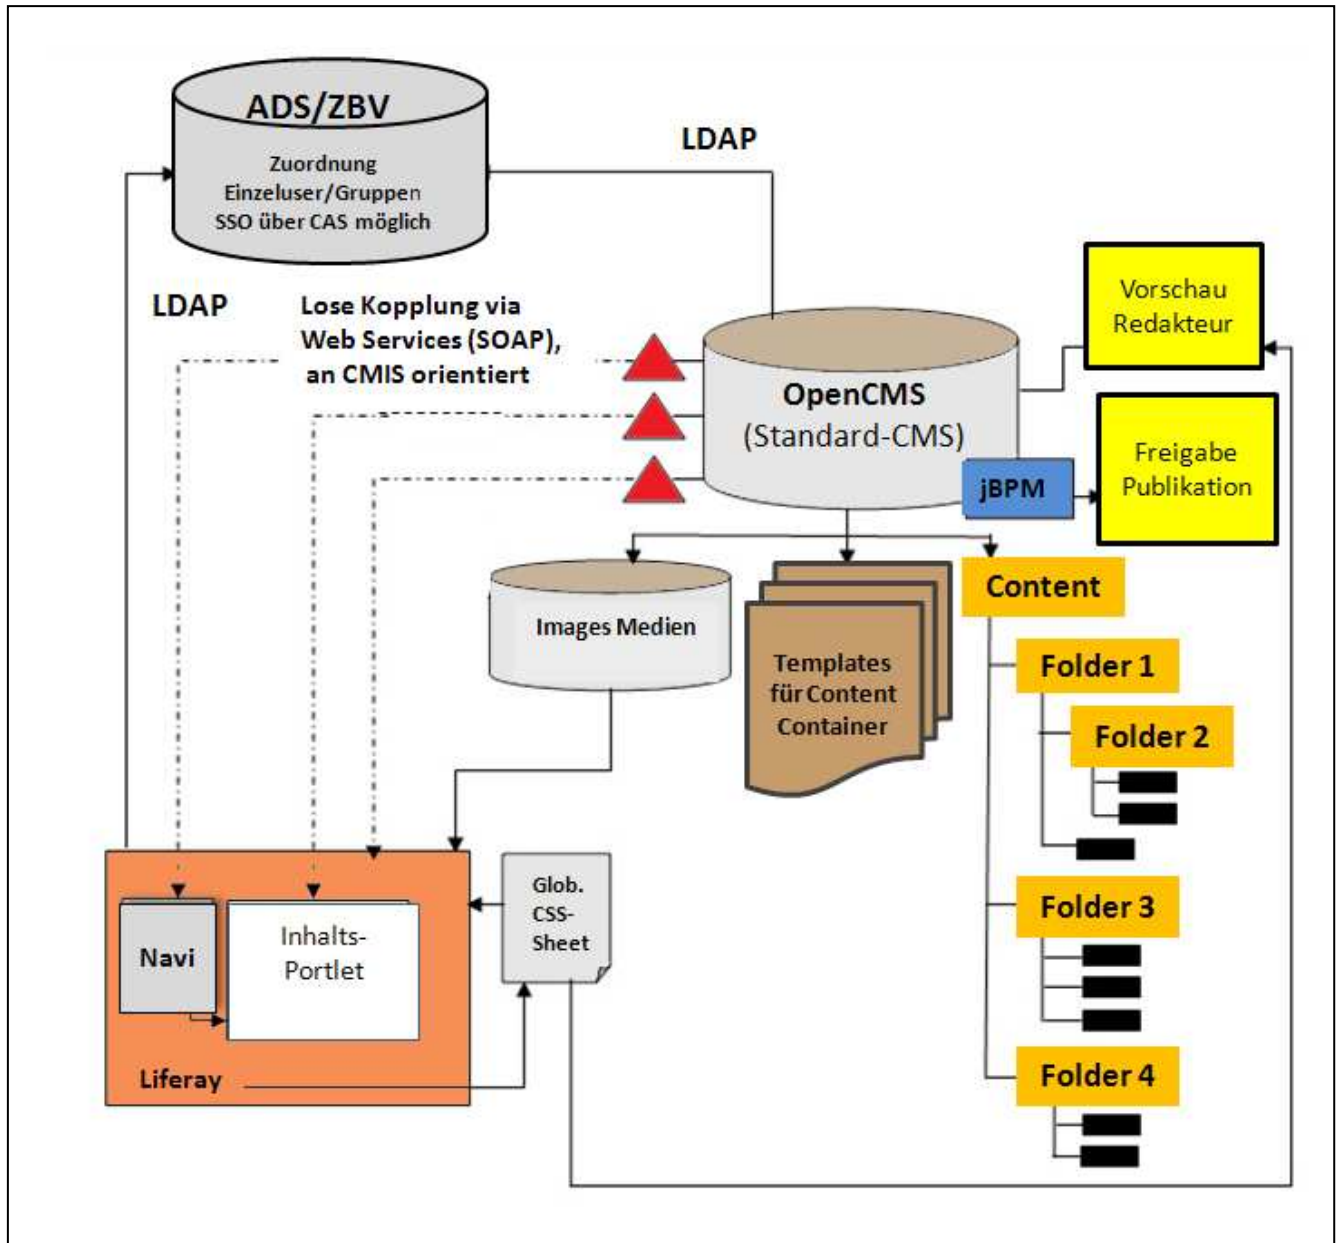 ADS/ZBV
Zuordnung
Einzeluser/Gruppen
SSO über CAS möglich
LDAP
LDAP
Lose Kopplung via
Web Services (SOAP),
an CMIS orientiert
OpenCMS
(Standard-CMS)
jBPM
Vorschau
Redakteur
Freigabe
Publikation
Images Medien
Templates
für Content
Container
Content
Folder 1
Folder 2
Folder 3
Folder 4
Glob.
CSS-
Sheet
Navi
Inhalts-
Portlet
Liferay